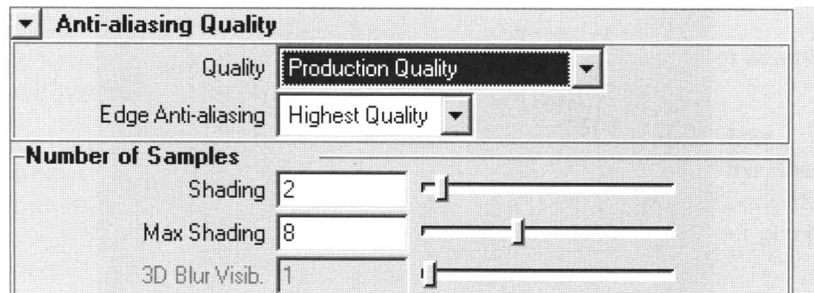 Anti-aliasing Quality
Quality Production Quality
Edge Anti-aliasing Highest Quality
Number of Samples
Shading 2
Max Shading 8
3D Blur Visib. 1